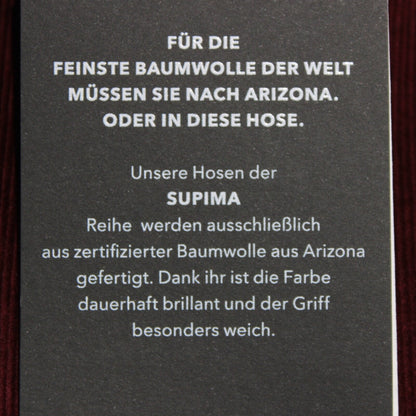 FÜR DIE
FEINSTE BAUMWOLLE DER WELT
MÜSSEN SIE NACH ARIZONA.
ODER IN DIESE HOSE.
Unsere Hosen der
SUPIMA
Reihe werden ausschließlich
aus zertifizierter Baumwolle aus Arizona
gefertigt. Dank ihr ist die Farbe
dauerhaft brillant und der Griff
besonders weich.